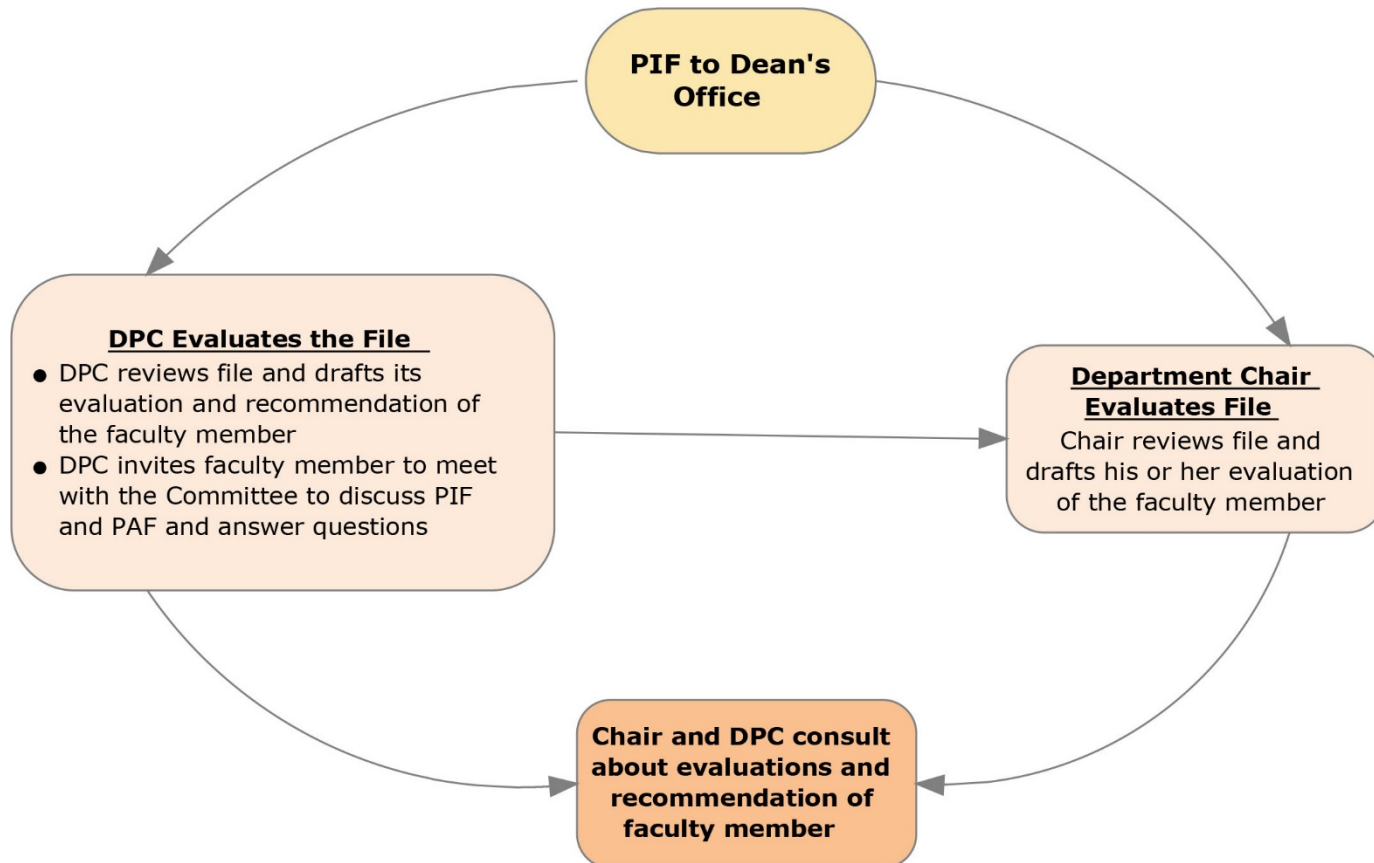 PIF to Dean's
Office
DPC Evaluates the File
● DPC reviews file and drafts its
evaluation and recommendation of
the faculty member
● DPC invites faculty member to meet
with the Committee to discuss PIF
and PAF and answer questions
Department Chair
Evaluates File
Chair reviews file and
drafts his or her evaluation
of the faculty member
Chair and DPC consult
about evaluations and
recommendation of
faculty member